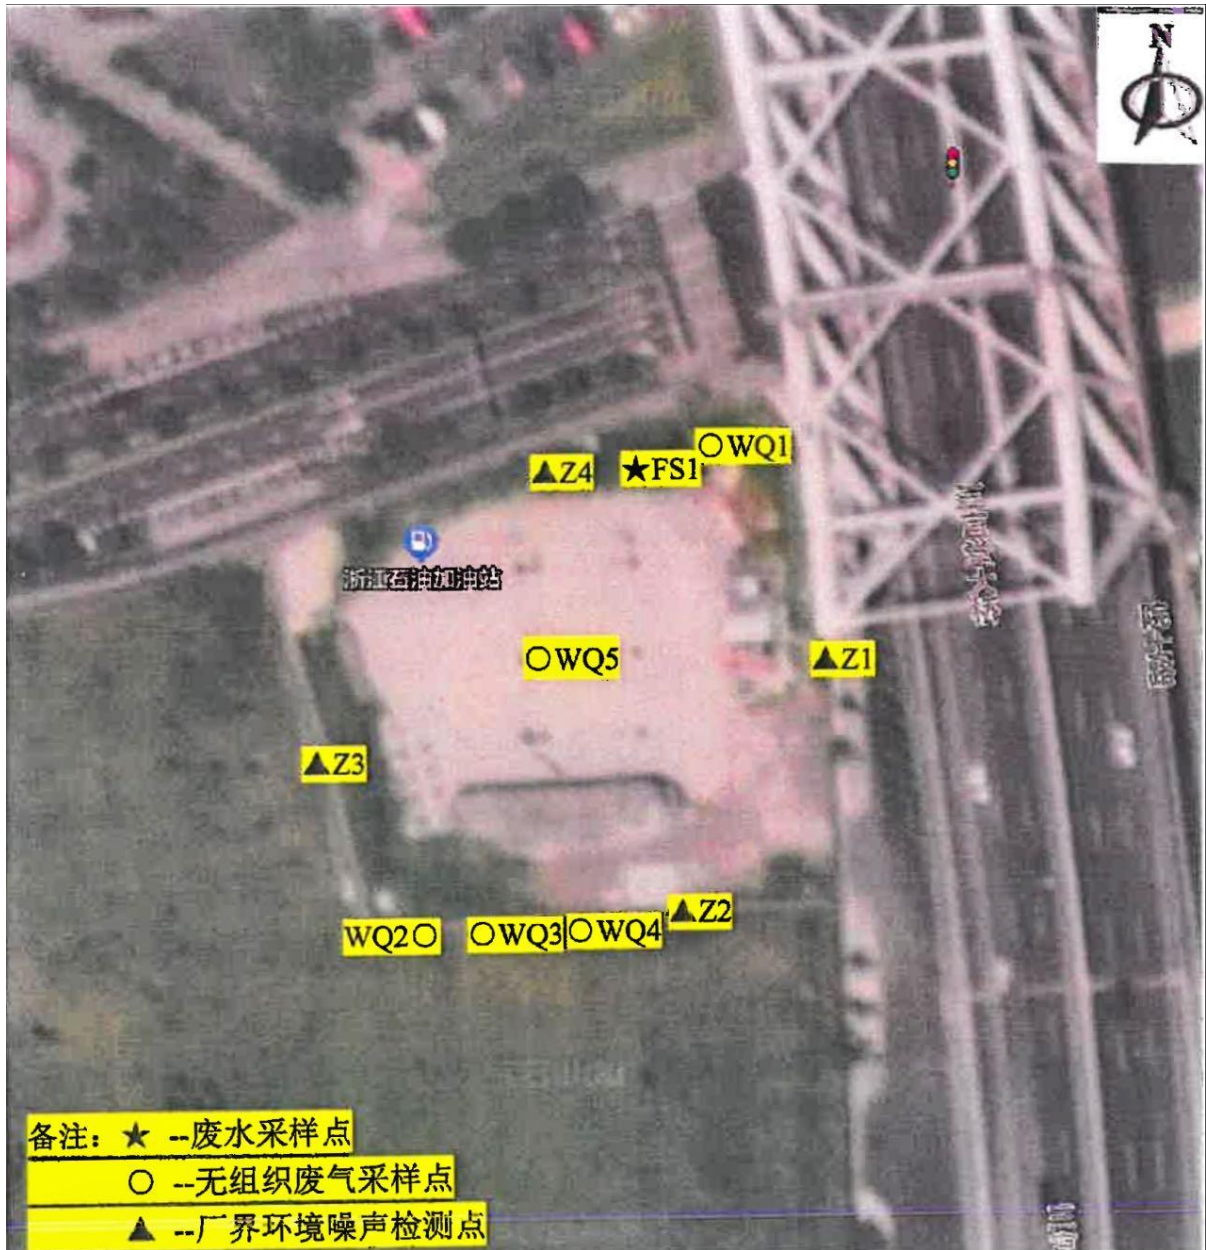 N
○WQ1
▲Z4
★FS1
浙江石油加油站
○WQ5
▲Z1
▲Z3
WQ2○
○WQ3
○WQ4
▲Z2
备注：★ --废水采样点
○ --无组织废气采样点
▲ --厂界环境噪声检测点